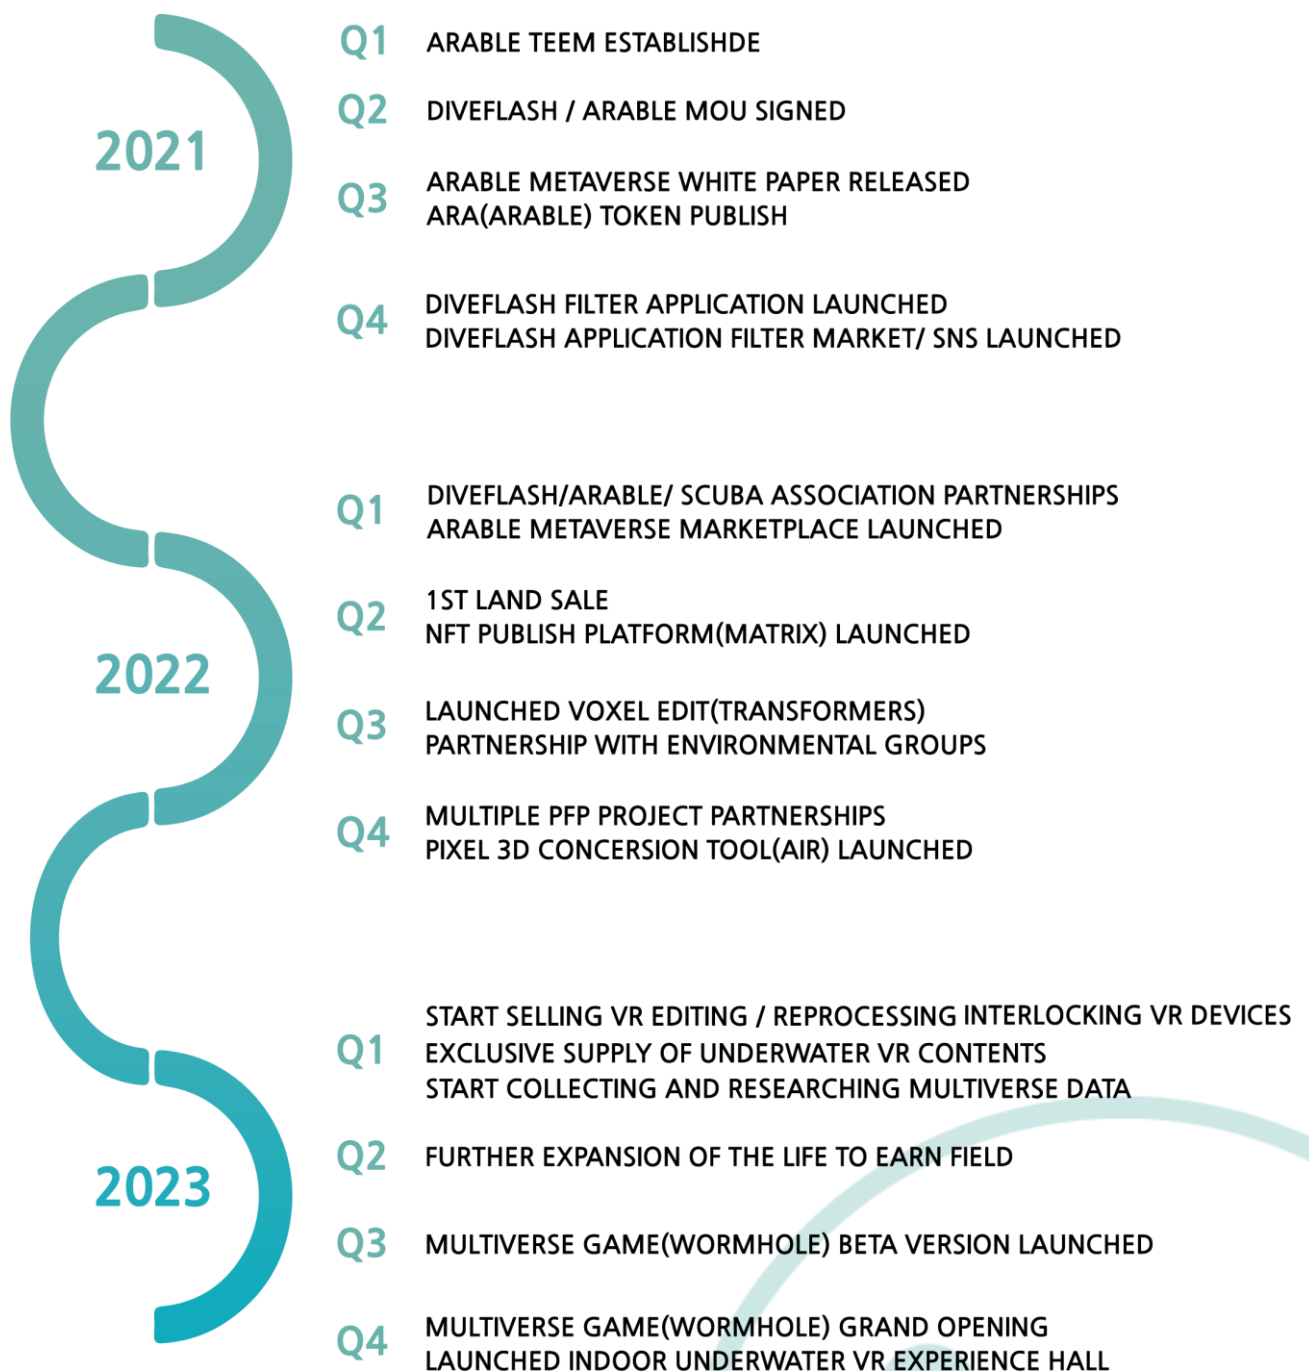 2021
Q1 ARABLE TEEM ESTABLISHDE
Q2 DIVEFLASH / ARABLE MOU SIGNED
Q3 ARABLE METAVERSE WHITE PAPER RELEASED
ARA(ARABLE) TOKEN PUBLISH
Q4 DIVEFLASH FILTER APPLICATION LAUNCHED
DIVEFLASH APPLICATION FILTER MARKET/ SNS LAUNCHED
2022
Q1 DIVEFLASH/ARABLE/ SCUBA ASSOCIATION PARTNERSHIPS
ARABLE METAVERSE MARKETPLACE LAUNCHED
Q2 1ST LAND SALE
NFT PUBLISH PLATFORM(MATRIX) LAUNCHED
Q3 LAUNCHED VOXEL EDIT(TRANSFORMERS)
PARTNERSHIP WITH ENVIRONMENTAL GROUPS
Q4 MULTIPLE PFP PROJECT PARTNERSHIPS
PIXEL 3D CONCERSION TOOL(AIR) LAUNCHED
2023
Q1 START SELLING VR EDITING / REPROCESSING INTERLOCKING VR DEVICES
EXCLUSIVE SUPPLY OF UNDERWATER VR CONTENTS
START COLLECTING AND RESEARCHING MULTIVERSE DATA
Q2 FURTHER EXPANSION OF THE LIFE TO EARN FIELD
Q3 MULTIVERSE GAME(WORMHOLE) BETA VERSION LAUNCHED
Q4 MULTIVERSE GAME(WORMHOLE) GRAND OPENING
LAUNCHED INDOOR UNDERWATER VR EXPERIENCE HALL